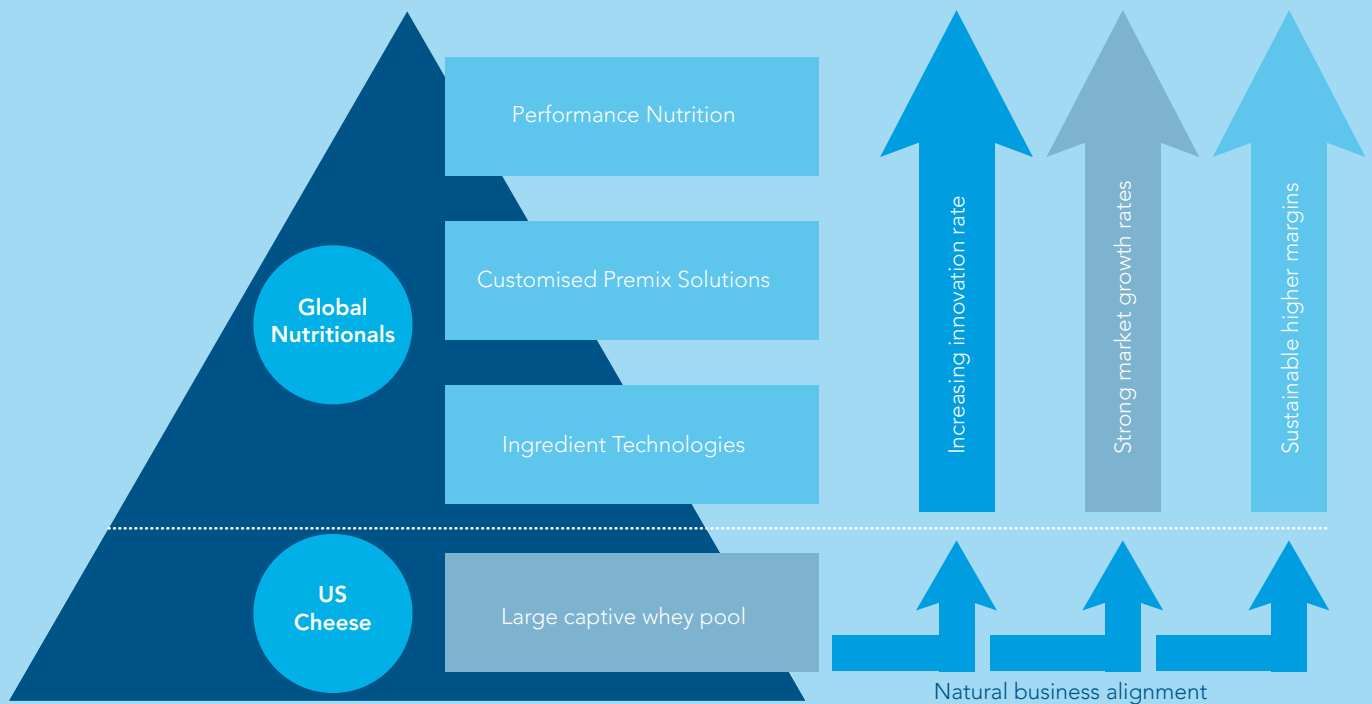 Performance Nutrition
Customised Premix Solutions
Global
Nutritionals
Ingredient Technologies
Increasing innovation rate
Strong market growth rates
Sustainable higher margins
US
Cheese
Large captive whey pool
Natural business alignment